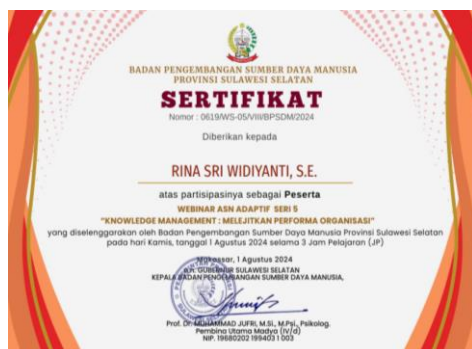 BADAN PENGEMBANGAN SUMBER DAYA MANUSIA
PROVINSI SULAWESI SELATAN
SERTIFIKAT
Nomor : 0619/WS-05/VIII/BPSDM/2024
Diberikan kepada
RINA SRI WIDIYANTI, S.E.
atas partisipasinya sebagai Peserta
WEBINAR ASN ADAPTIF SERI 5
"KNOWLEDGE MANAGEMENT : MELEJITKAN PERFORMA ORGANISASI"
yang diselenggarakan oleh Badan Pengembangan Sumber Daya Manusia Provinsi Sulawesi Selatan
pada hari Kamis, tanggal 1 Agustus 2024 selama 3 Jam Pelajaran (JP)
Makassar, 1 Agustus 2024
a.n. GUBERNUR SULAWESI SELATAN
KEPALA BADAN PENGEMBANGAN SUMBER DAYA MANUSIA,
Prof. Dr. MUHAMMAD JUFRI, M.Si., M.Psi., Psikolog.
Pembina Utama Madya (IV/d)
NIP. 19680202 199403 1 003